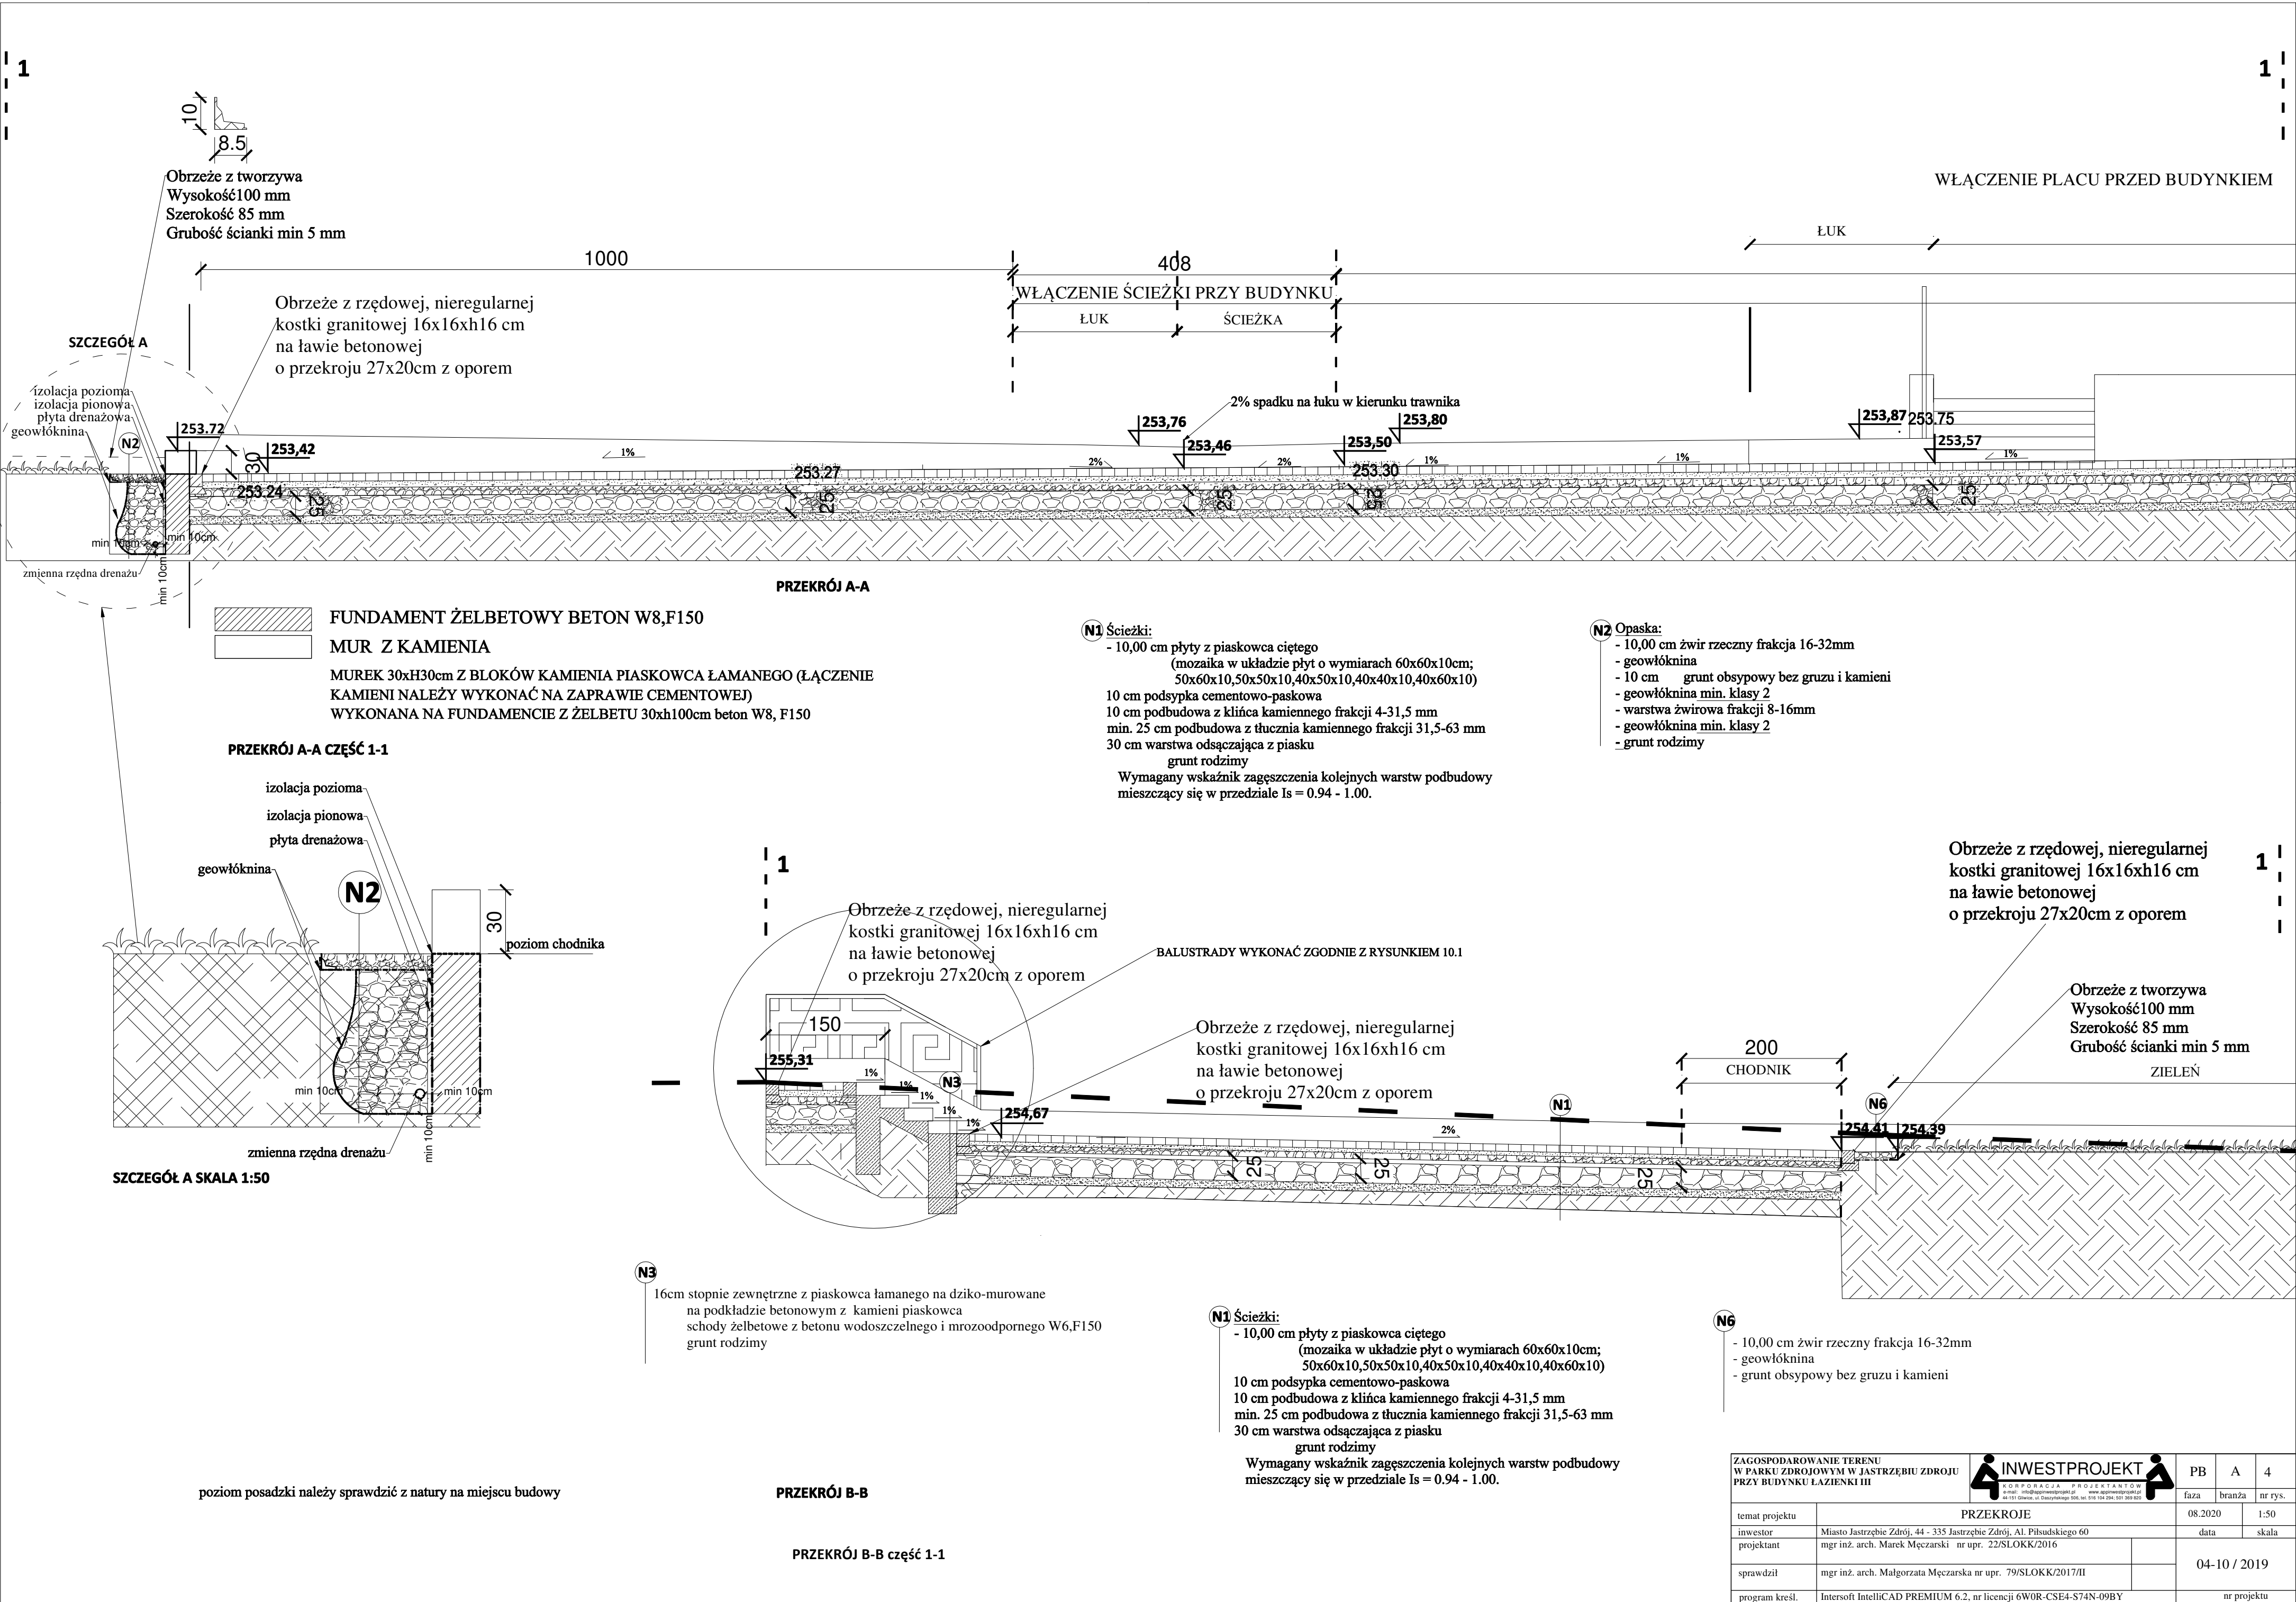 1
1
10
8.5
Obrzeże z tworzywa
Wysokość100 mm
Szerokość 85 mm
Grubość ścianki min 5 mm
WŁĄCZENIE PLACU PRZED BUDYNKIEM
ŁUK
1000
408
WŁĄCZENIE ŚCIEŻKI PRZY BUDYNKU
ŁUK
ŚCIEŻKA
Obrzeże z rzędowej, nieregularnej
kostki granitowej 16x16xh16 cm
na ławie betonowej
o przekroju 27x20cm z oporem
SZCZEGÓŁ A
izolacja pozioma
izolacja pionowa
płyta drenażowa
geowłóknina
N2
2% spadku na łuku w kierunku trawnika
253.72
253,42
30
1%
253,76
253,46
253,50
253,80
253,87
253.75
253,57
2%
2%
1%
1%
1%
253.24
253.27
253.30
25
25
25
25
25
min 10cm
min 10cm
min 10cm
zmienna rzędna drenażu
PRZEKRÓJ A-A
FUNDAMENT ŻELBETOWY BETON W8,F150
MUR Z KAMIENIA
MUREK 30xH30cm Z BLOKÓW KAMIENIA PIASKOWCA ŁAMANEGO (ŁĄCZENIE
KAMIENI NALEŻY WYKONAĆ NA ZAPRAWIE CEMENTOWEJ)
WYKONANA NA FUNDAMENCIE Z ŻELBETU 30xh100cm beton W8, F150
PRZEKRÓJ A-A CZĘŚĆ 1-1
N1 Ścieżki:
- 10,00 cm płyty z piaskowca ciętego
(mozaika w układzie płyt o wymiarach 60x60x10cm;
50x60x10,50x50x10,40x50x10,40x40x10,40x60x10)
10 cm podsypka cementowo-paskowa
10 cm podbudowa z klińca kamiennego frakcji 4-31,5 mm
min. 25 cm podbudowa z tłucznia kamiennego frakcji 31,5-63 mm
30 cm warstwa odsączająca z piasku
grunt rodzimy
Wymagany wskaźnik zagęszczenia kolejnych warstw podbudowy
mieszczący się w przedziale Is = 0.94 - 1.00.
N2 Opaska:
- 10,00 cm żwir rzeczny frakcja 16-32mm
- geowłóknina
- 10 cm grunt obsypowy bez gruzu i kamieni
- geowłóknina min. klasy 2
- warstwa żwirowa frakcji 8-16mm
- geowłóknina min. klasy 2
- grunt rodzimy
izolacja pozioma
izolacja pionowa
płyta drenażowa
geowłóknina
N2
30
poziom chodnika
min 10cm
min 10cm
min 10cm
zmienna rzędna drenażu
SZCZEGÓŁ A SKALA 1:50
1
1
Obrzeże z rzędowej, nieregularnej
kostki granitowej 16x16xh16 cm
na ławie betonowej
o przekroju 27x20cm z oporem
BALUSTRADY WYKONAĆ ZGODNIE Z RYSUNKIEM 10.1
Obrzeże z rzędowej, nieregularnej
kostki granitowej 16x16xh16 cm
na ławie betonowej
o przekroju 27x20cm z oporem
Obrzeże z rzędowej, nieregularnej
kostki granitowej 16x16xh16 cm
na ławie betonowej
o przekroju 27x20cm z oporem
Obrzeże z tworzywa
Wysokość100 mm
Szerokość 85 mm
Grubość ścianki min 5 mm
150
255,31
1%
1%
1%
1%
1%
N3
254,67
2%
200
CHODNIK
ZIELEŃ
N1
N6
254,41
254,39
25
25
25
N3
16cm stopnie zewnętrzne z piaskowca łamanego na dziko-murowane
na podkładzie betonowym z kamieni piaskowca
schody żelbetowe z betonu wodoszczelnego i mrozoodpornego W6,F150
grunt rodzimy
N1 Ścieżki:
- 10,00 cm płyty z piaskowca ciętego
(mozaika w układzie płyt o wymiarach 60x60x10cm;
50x60x10,50x50x10,40x50x10,40x40x10,40x60x10)
10 cm podsypka cementowo-paskowa
10 cm podbudowa z klińca kamiennego frakcji 4-31,5 mm
min. 25 cm podbudowa z tłucznia kamiennego frakcji 31,5-63 mm
30 cm warstwa odsączająca z piasku
grunt rodzimy
Wymagany wskaźnik zagęszczenia kolejnych warstw podbudowy
mieszczący się w przedziale Is = 0.94 - 1.00.
N6
- 10,00 cm żwir rzeczny frakcja 16-32mm
- geowłóknina
- grunt obsypowy bez gruzu i kamieni
poziom posadzki należy sprawdzić z natury na miejscu budowy
PRZEKRÓJ B-B
PRZEKRÓJ B-B część 1-1
ZAGOSPODAROWANIE TERENU
W PARKU ZDROJOWYM W JASTRZĘBIU ZDROJU
PRZY BUDYNKU ŁAZIENKI III
INWESTPROJEKT
KORPORACJA PROJEKTANTÓW
e-mail: info@appinwestprojekt.pl www.appinwestprojekt.pl
PB A 4
faza branża nr rys.
temat projektu PRZEKROJE 08.2020 1:50
inwestor Miasto Jastrzębie Zdrój, 44 - 335 Jastrzębie Zdrój, Al. Piłsudskiego 60 data skala
projektant mgr inż. arch. Marek Męczarski nr upr. 22/SLOKK/2016
04-10 / 2019
sprawdził mgr inż. arch. Małgorzata Męczarska nr upr. 79/SLOKK/2017/II
program kreśl. Intersoft IntelliCAD PREMIUM 6.2, nr licencji 6W0R-CSE4-S74N-09BY nr projektu